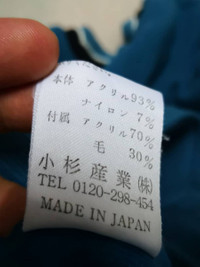 本体 アクリル93%
ナイロン 7%
付属 アクリル70%
毛 30%
小杉産業㈱
TEL 0120-298-454
MADE IN JAPAN